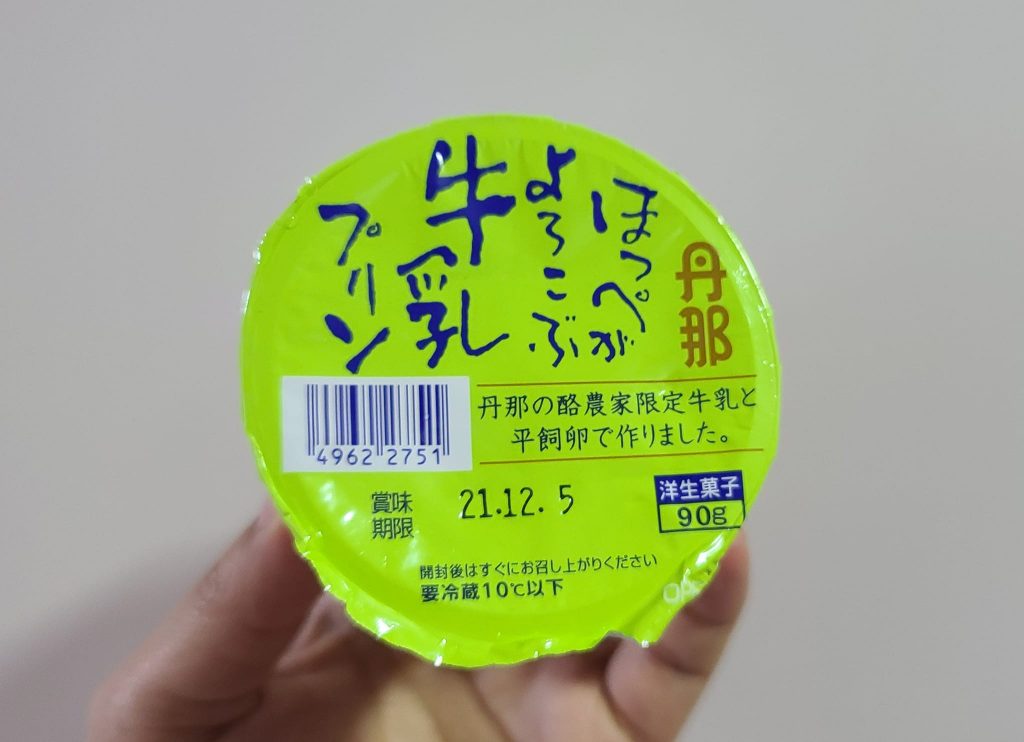 丹那
ほっぺが
よろこぶ
牛乳
プリン
丹那の酪農家限定牛乳と
平飼卵で作りました。
4962 2751
賞味
期限
21.12. 5
洋生菓子
90g
開封後はすぐにお召し上がりください
要冷蔵10℃以下